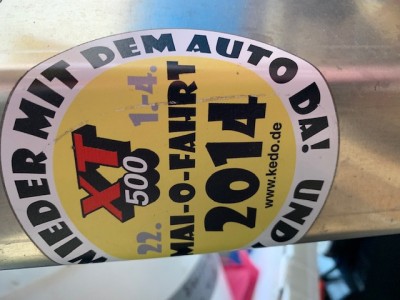 WIEDER MIT DEM AUTO DA! UND
XT
500
22. 1.-4.
MAI-O-FAHRT
2014
www.kedo.de